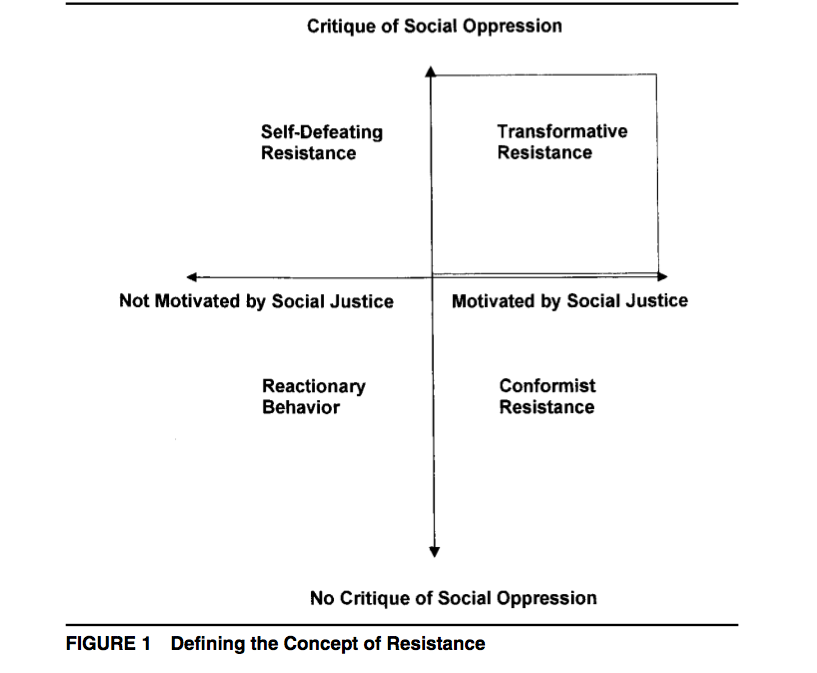 Critique of Social Oppression
Self-Defeating
Resistance
Transformative
Resistance
Not Motivated by Social Justice
Motivated by Social Justice
Reactionary
Behavior
Conformist
Resistance
No Critique of Social Oppression
FIGURE 1 Defining the Concept of Resistance